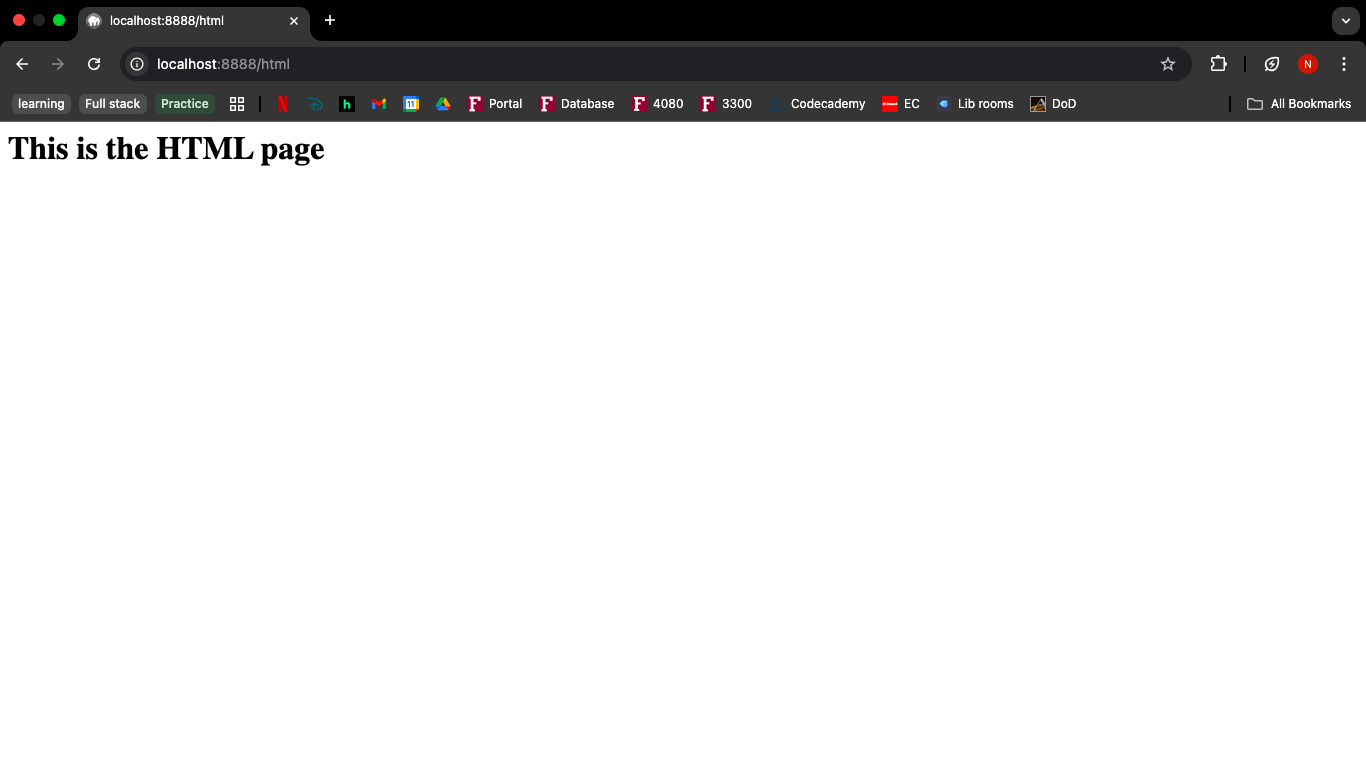 localhost:8888/html
localhost:8888/html
N
learning Full stack Practice N h 11 F Portal F Database F 4080 F 3300 Codecademy EC Lib rooms DoD All Bookmarks
This is the HTML page